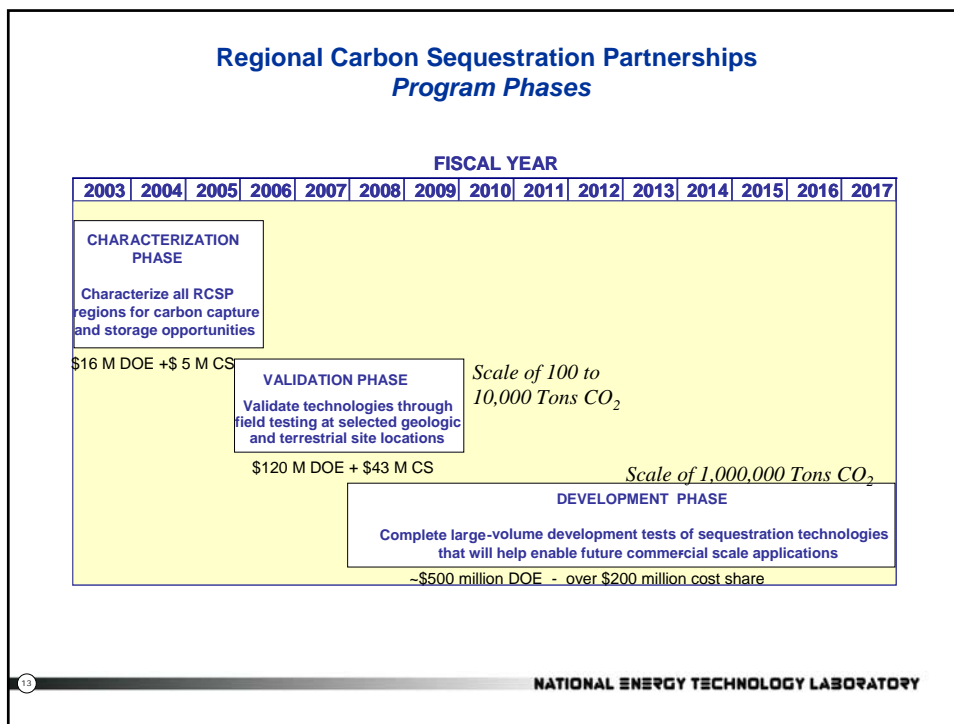 Regional Carbon Sequestration Partnerships
Program Phases
FISCAL YEAR
2003 2004 2005 2006 2007 2008 2009 2010 2011 2012 2013 2014 2015 2016 2017
CHARACTERIZATION
PHASE
Characterize all RCSP
regions for carbon capture
and storage opportunities
$16 M DOE +$ 5 M CS
VALIDATION PHASE
Validate technologies through
field testing at selected geologic
and terrestrial site locations
$120 M DOE + $43 M CS
Scale of 100 to
10,000 Tons CO₂
Scale of 1,000,000 Tons CO₂
DEVELOPMENT PHASE
Complete large-volume development tests of sequestration technologies
that will help enable future commercial scale applications
~$500 million DOE - over $200 million cost share
13
NATIONAL ENERGY TECHNOLOGY LABORATORY